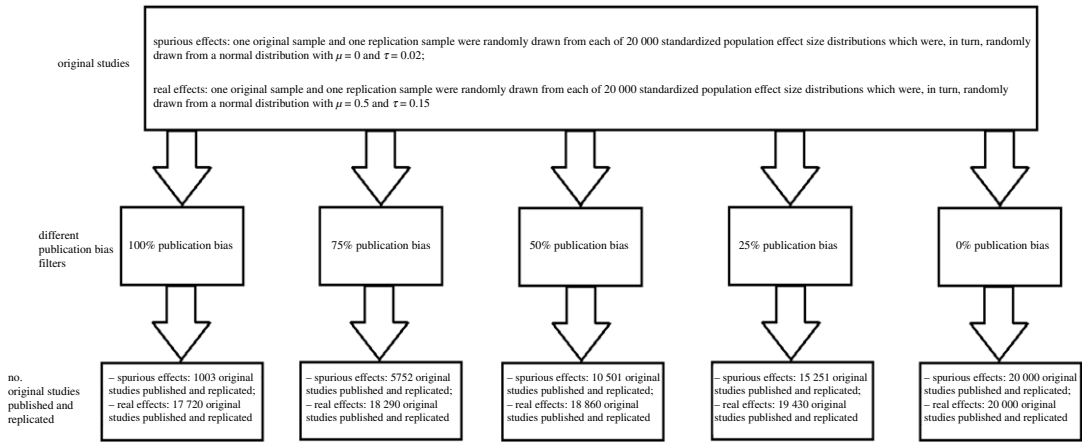 spurious effects: one original sample and one replication sample were randomly drawn from each of 20 000 standardized population effect size distributions which were, in turn, randomly
drawn from a normal distribution with μ = 0 and τ = 0.02;
original studies
real effects: one original sample and one replication sample were randomly drawn from each of 20 000 standardized population effect size distributions which were, in turn, randomly
drawn from a normal distribution with μ = 0.5 and τ = 0.15
different
publication bias
filters
100% publication bias
75% publication bias
50% publication bias
25% publication bias
0% publication bias
no.
original studies
published and
replicated
– spurious effects: 1003 original
studies published and replicated;
– real effects: 17 720 original
studies published and replicated
– spurious effects: 5752 original
studies published and replicated;
– real effects: 18 290 original
studies published and replicated
– spurious effects: 10 501 original
studies published and replicated;
– real effects: 18 860 original
studies published and replicated
– spurious effects: 15 251 original
studies published and replicated;
– real effects: 19 430 original
studies published and replicated
– spurious effects: 20 000 original
studies published and replicated;
– real effects: 20 000 original
studies published and replicated